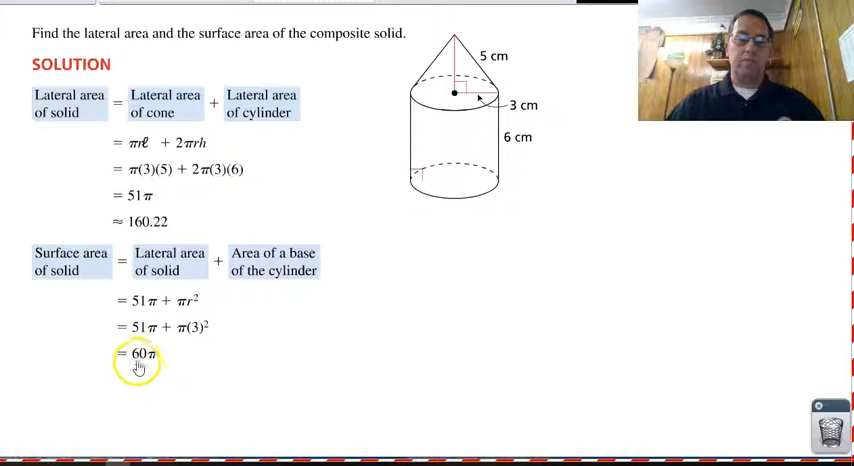 Find the lateral area and the surface area of the composite solid.
SOLUTION
Lateral area of solid = Lateral area of cone + Lateral area of cylinder
= πrℓ + 2πrh
= π(3)(5) + 2π(3)(6)
= 51π
≈ 160.22
Surface area of solid = Lateral area of solid + Area of a base of the cylinder
= 51π + πr²
= 51π + π(3)²
= 60π
5 cm
3 cm
6 cm